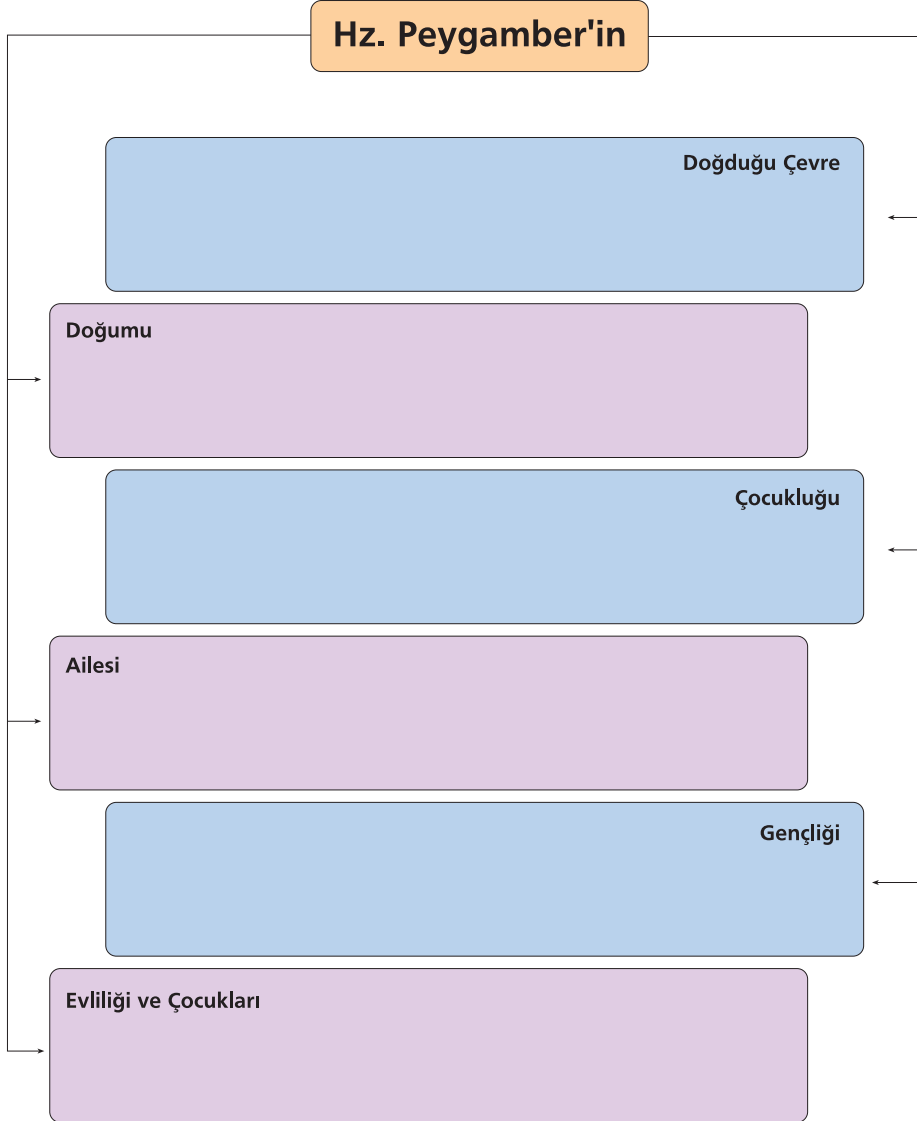 Hz. Peygamber'in
Doğduğu Çevre
Doğumu
Çocukluğu
Ailesi
Gençliği
Evliliği ve Çocukları